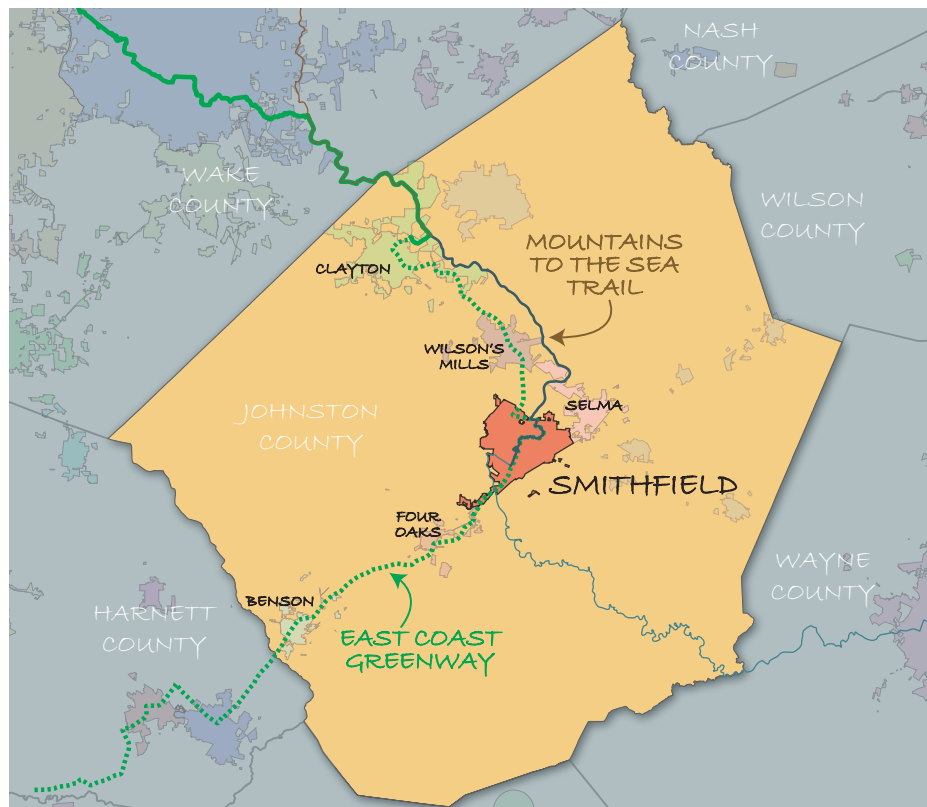 NASH
COUNTY
WAKE
COUNTY
WILSON
COUNTY
MOUNTAINS
TO THE SEA
TRAIL
CLAYTON
WILSON'S
MILLS
JOHNSTON
COUNTY
SELMA
SMITHFIELD
FOUR
OAKS
WAYNE
COUNTY
BENSON
HARNETT
COUNTY
EAST COAST
GREENWAY